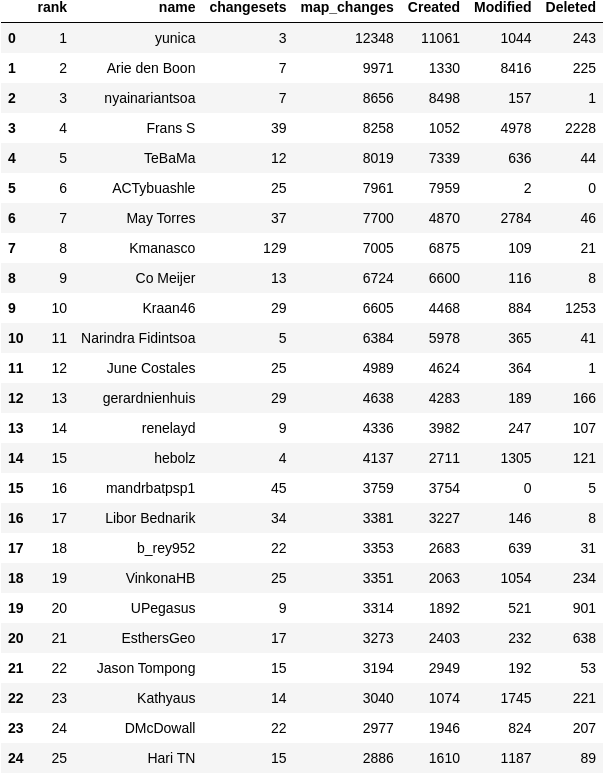 rank name changesets map_changes Created Modified Deleted
0 1 yunica 3 12348 11061 1044 243
1 2 Arie den Boon 7 9971 1330 8416 225
2 3 nyainariantsoa 7 8656 8498 157 1
3 4 Frans S 39 8258 1052 4978 2228
4 5 TeBaMa 12 8019 7339 636 44
5 6 ACTybuashle 25 7961 7959 2 0
6 7 May Torres 37 7700 4870 2784 46
7 8 Kmanasco 129 7005 6875 109 21
8 9 Co Meijer 13 6724 6600 116 8
9 10 Kraan46 29 6605 4468 884 1253
10 11 Narindra Fidintsoa 5 6384 5978 365 41
11 12 June Costales 25 4989 4624 364 1
12 13 gerardnienhuis 29 4638 4283 189 166
13 14 renelayd 9 4336 3982 247 107
14 15 hebolz 4 4137 2711 1305 121
15 16 mandrbatpsp1 45 3759 3754 0 5
16 17 Libor Bednarik 34 3381 3227 146 8
17 18 b_rey952 22 3353 2683 639 31
18 19 VinkonaHB 25 3351 2063 1054 234
19 20 UPegasus 9 3314 1892 521 901
20 21 EsthersGeo 17 3273 2403 232 638
21 22 Jason Tompong 15 3194 2949 192 53
22 23 Kathyaus 14 3040 1074 1745 221
23 24 DMcDowall 22 2977 1946 824 207
24 25 Hari TN 15 2886 1610 1187 89